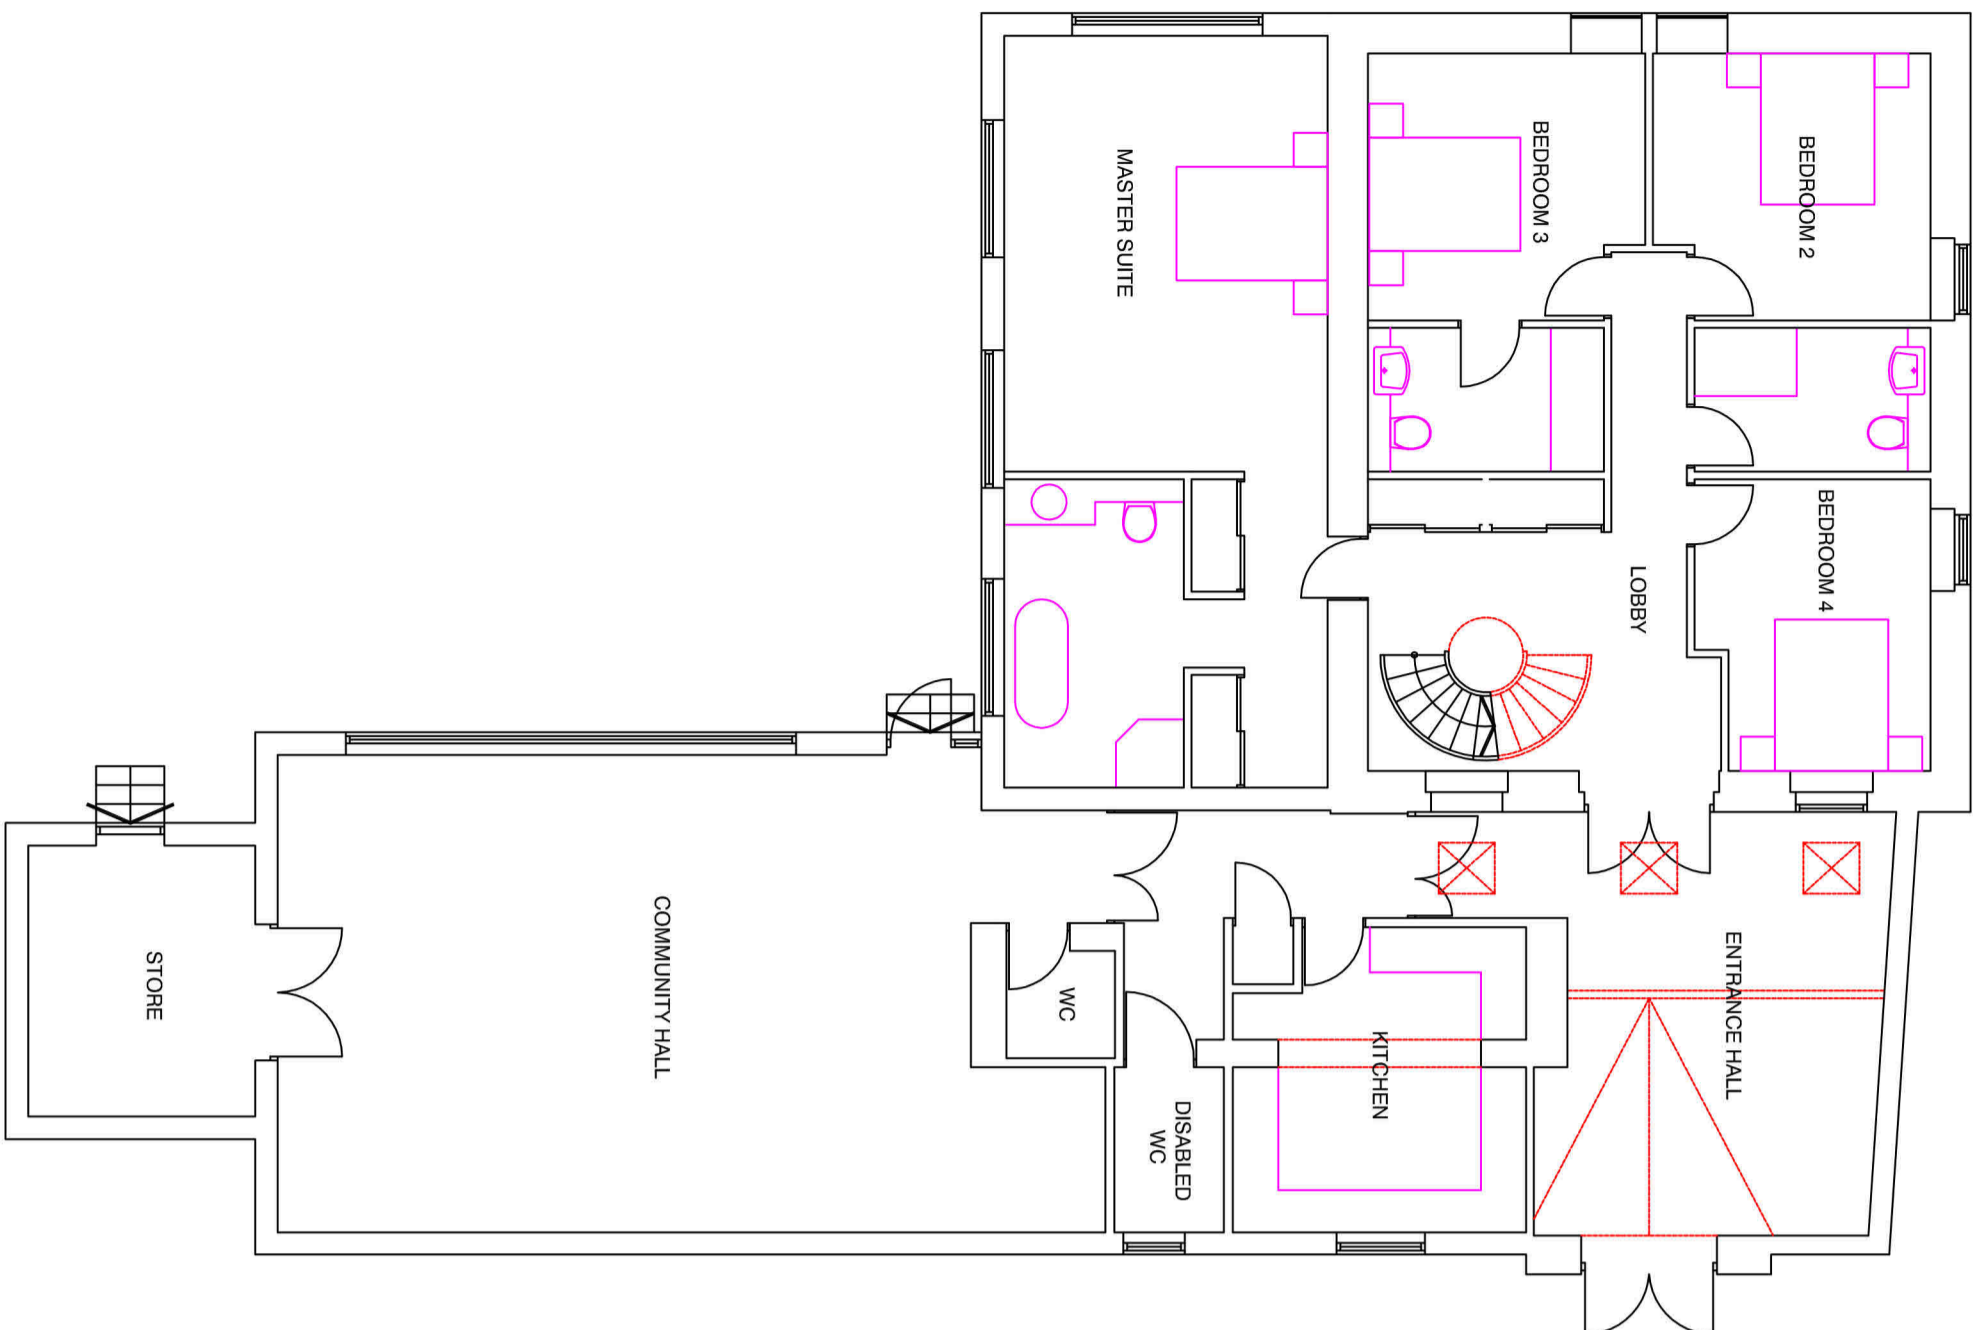 BEDROOM 2
BEDROOM 3
MASTER SUITE
BEDROOM 4
LOBBY
ENTRANCE HALL
KITCHEN
DISABLED
WC
WC
COMMUNITY HALL
STORE